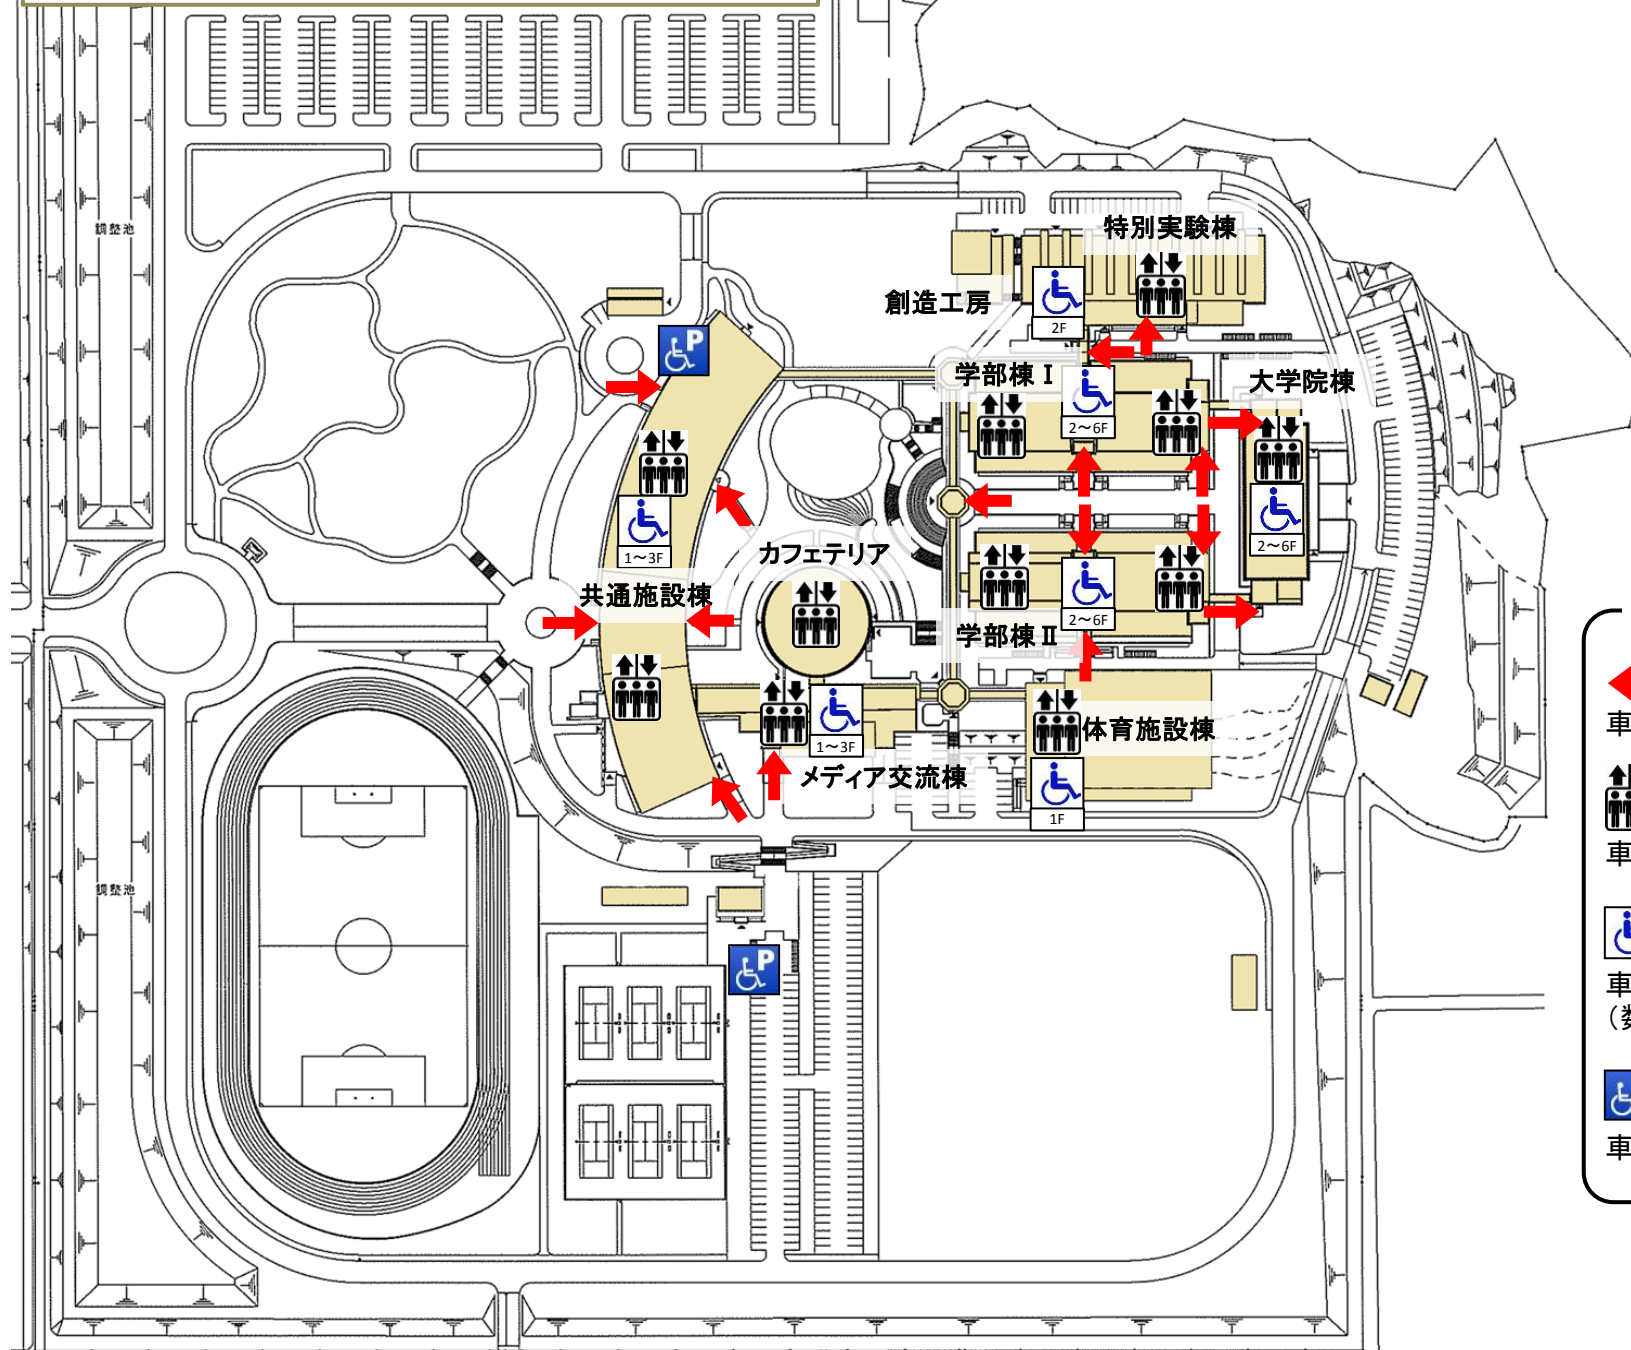 調整池
特別実験棟
創造工房
2F
P
学部棟Ⅰ
大学院棟
2～6F
2～6F
1～3F
カフェテリア
共通施設棟
2～6F
学部棟Ⅱ
1～3F
体育施設棟
メディア交流棟
1F
調整池
P
車
車
車
車